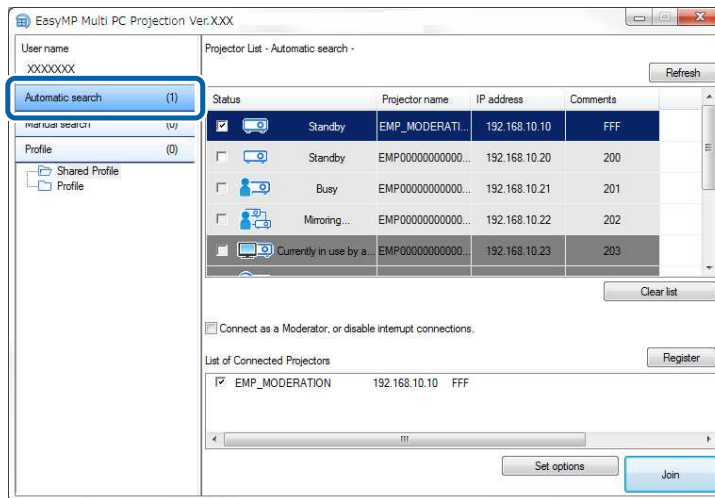 EasyMP Multi PC Projection Ver.X.XX
User name
XXXXXXX
Automatic search (1)
Manual search (0)
Profile (0)
Shared Profile
Profile
Projector List - Automatic search -
Refresh
Status Projector name IP address Comments
Standby EMP_MODERATI... 192.168.10.10 FFF
Standby EMP00000000000... 192.168.10.20 200
Busy EMP00000000000... 192.168.10.21 201
Mirroring... EMP00000000000... 192.168.10.22 202
Currently in use by a... EMP00000000000... 192.168.10.23 203
Clear list
Connect as a Moderator, or disable interrupt connections.
List of Connected Projectors
Register
EMP_MODERATION 192.168.10.10 FFF
Set options
Join